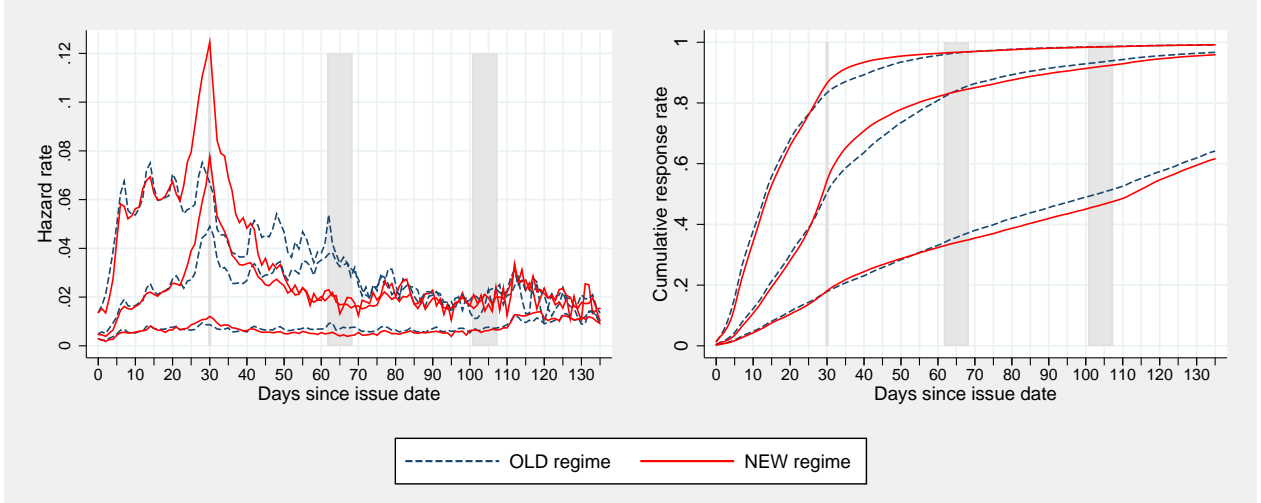 Hazard rate
0 .02 .04 .06 .08 .1 .12
0 10 20 30 40 50 60 70 80 90 100 110 120 130
Days since issue date
Cumulative response rate
0 .2 .4 .6 .8 1
0 10 20 30 40 50 60 70 80 90 100 110 120 130
Days since issue date
OLD regime NEW regime